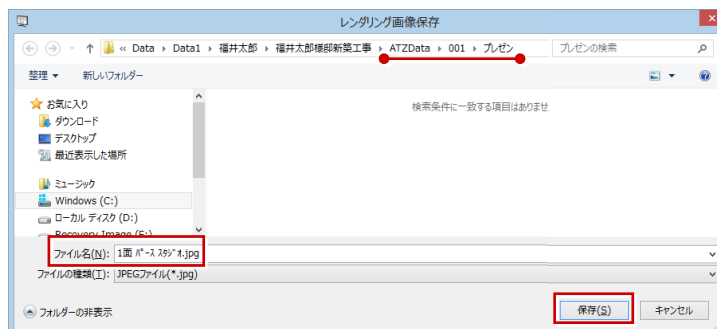 レンダリング画像保存
« Data ▸ Data1 ▸ 福井太郎 ▸ 福井太郎様邸新築工事 ▸ ATZData ▸ 001 ▸ プレゼン
プレゼンの検索
整理 ▼ 新しいフォルダー
お気に入り
検索条件に一致する項目はありませ
ダウンロード
デスクトップ
最近表示した場所
ミュージック
Windows (C:)
ローカル ディスク (D:)
Recovery Image (E:)
ファイル名(N): 1面 ﾊﾟｰｽ ｽﾀｼﾞｵ.jpg
ファイルの種類(T): JPEGファイル(*.jpg)
フォルダーの非表示
保存(S)
キャンセル